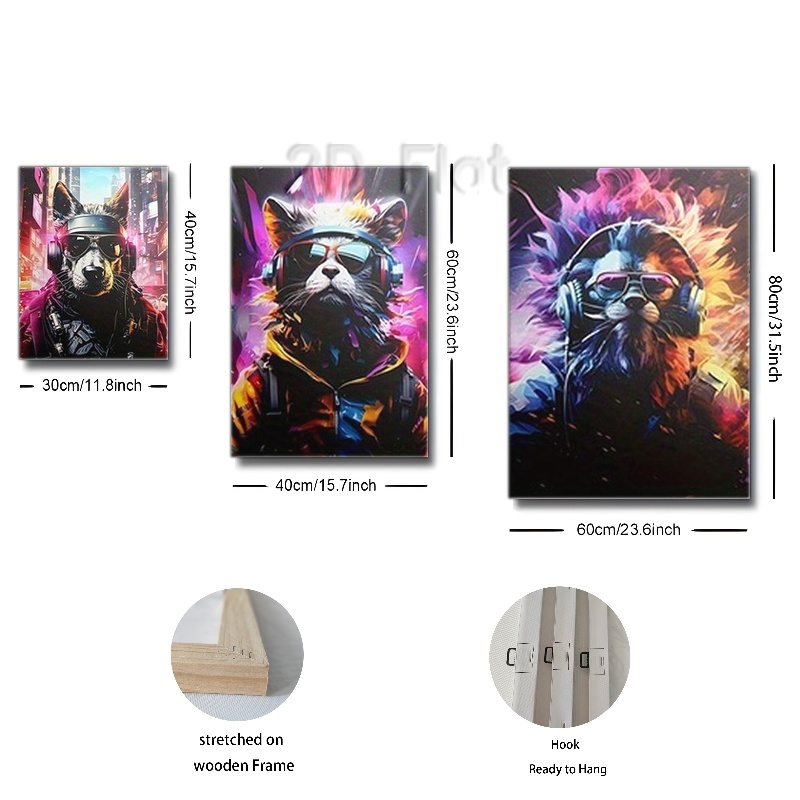 2D Flat
40cm/15.7inch
30cm/11.8inch
60cm/23.6inch
40cm/15.7inch
80cm/31.5inch
60cm/23.6inch
stretched on
wooden Frame
Hook
Ready to Hang